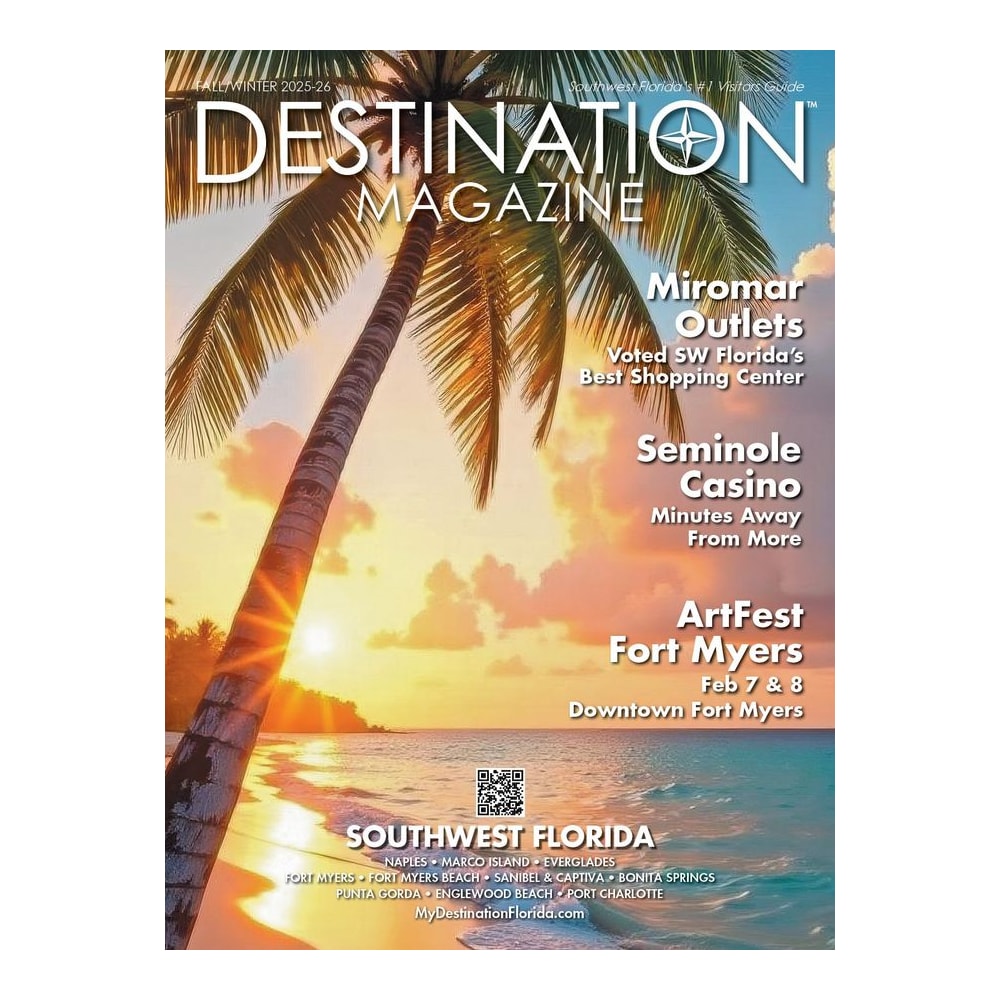 FALL/WINTER 2025-26
Southwest Florida's #1 Visitors Guide
DESTINATION™
MAGAZINE
Miromar
Outlets
Voted SW Florida's
Best Shopping Center
Seminole
Casino
Minutes Away
From More
ArtFest
Fort Myers
Feb 7 & 8
Downtown Fort Myers
SOUTHWEST FLORIDA
NAPLES • MARCO ISLAND • EVERGLADES
FORT MYERS • FORT MYERS BEACH • SANIBEL & CAPTIVA • BONITA SPRINGS
PUNTA GORDA • ENGLEWOOD BEACH • PORT CHARLOTTE
MyDestinationFlorida.com